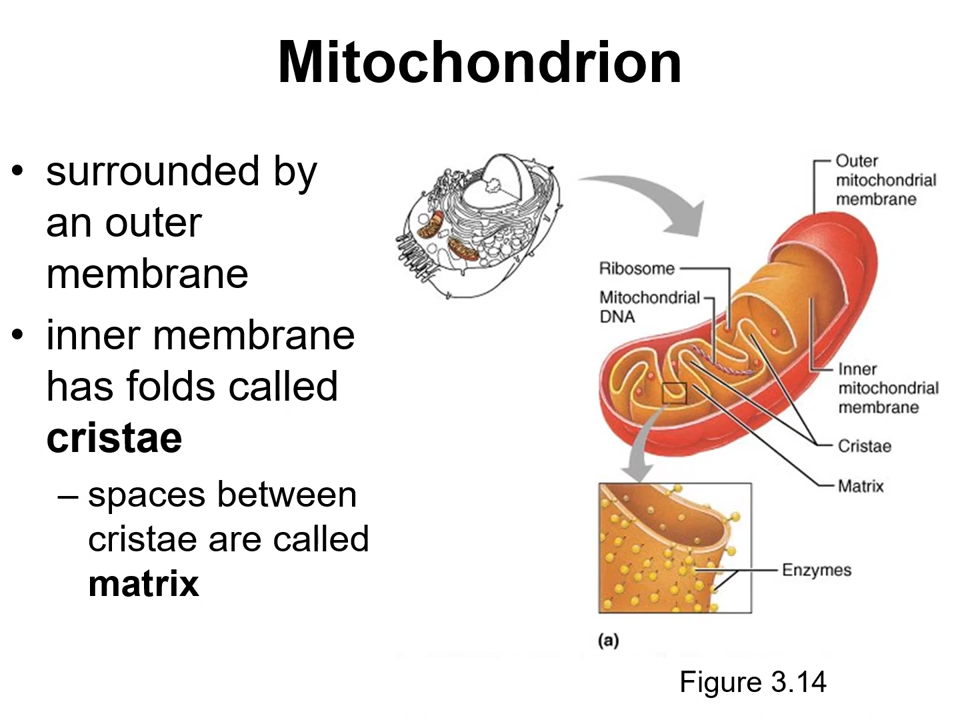 Mitochondrion
• surrounded by
an outer
membrane
• inner membrane
has folds called
cristae
– spaces between
cristae are called
matrix
Outer
mitochondrial
membrane
Ribosome
Mitochondrial
DNA
Inner
mitochondrial
membrane
Cristae
Matrix
Enzymes
(a)
Figure 3.14